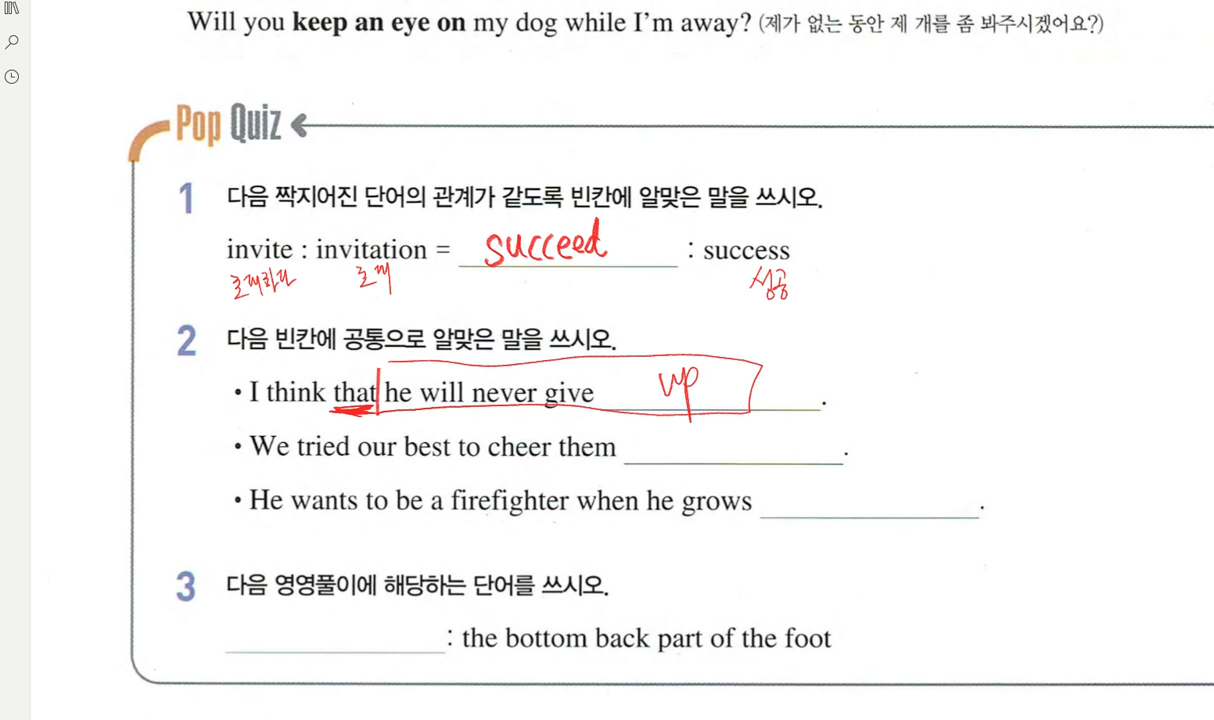 Will you keep an eye on my dog while I'm away? (제가 없는 동안 제 개를 좀 봐주시겠어요?)
Pop Quiz
1 다음 짝지어진 단어의 관계가 같도록 빈칸에 알맞은 말을 쓰시오.
invite : invitation = succeed : success
초대하다 초대 성공
2 다음 빈칸에 공통으로 알맞은 말을 쓰시오.
• I think that he will never give up .
• We tried our best to cheer them ____ .
• He wants to be a firefighter when he grows ____ .
3 다음 영영풀이에 해당하는 단어를 쓰시오.
____ : the bottom back part of the foot